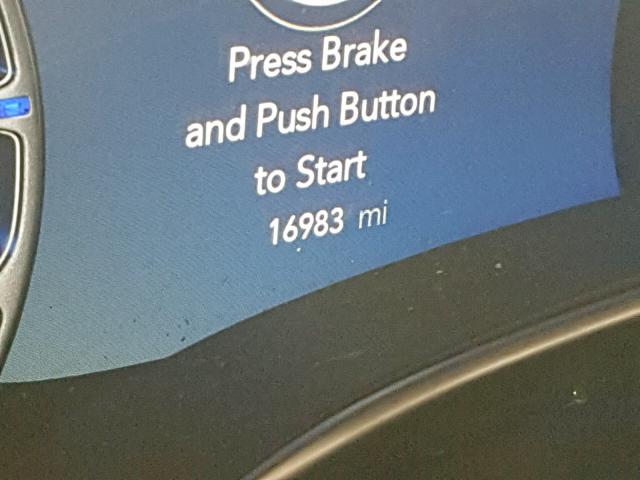 Press Brake
and Push Button
to Start
16983 mi